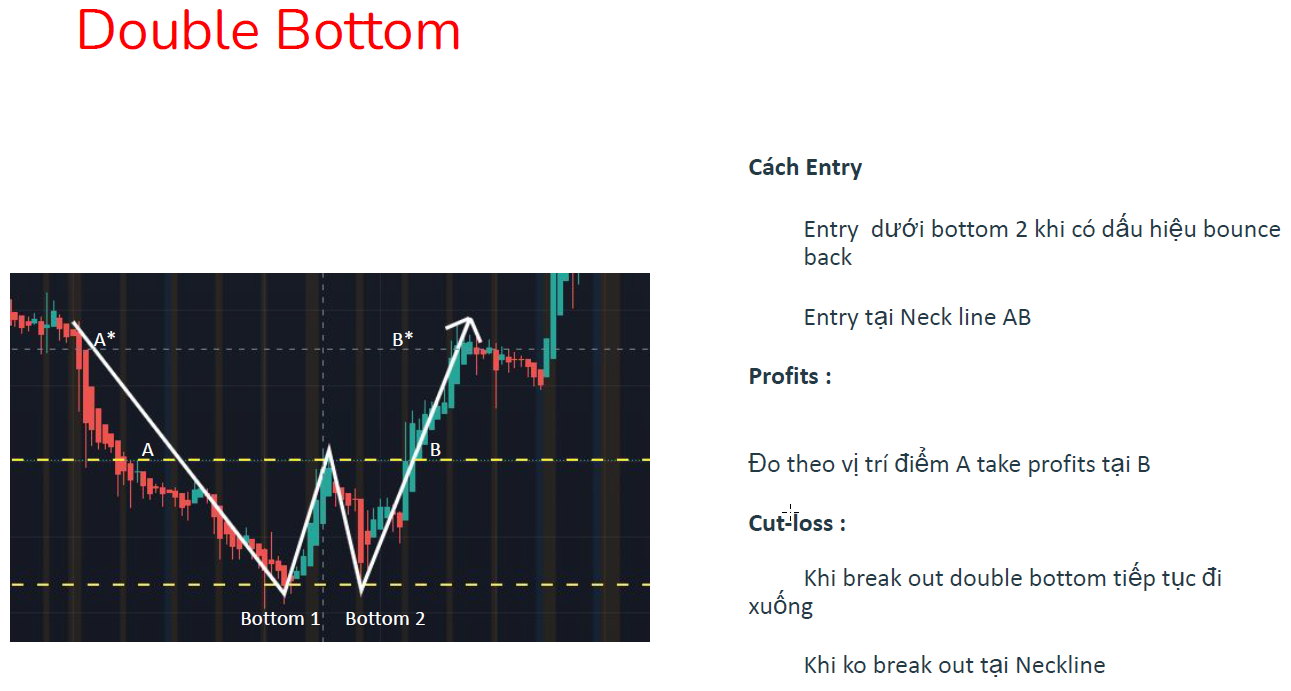 Double Bottom
A*
B*
A
B
Bottom 1
Bottom 2
Cách Entry
Entry dưới bottom 2 khi có dấu hiệu bounce
back
Entry tại Neck line AB
Profits :
Đo theo vị trí điểm A take profits tại B
Cut-loss :
Khi break out double bottom tiếp tục đi
xuống
Khi ko break out tại Neckline